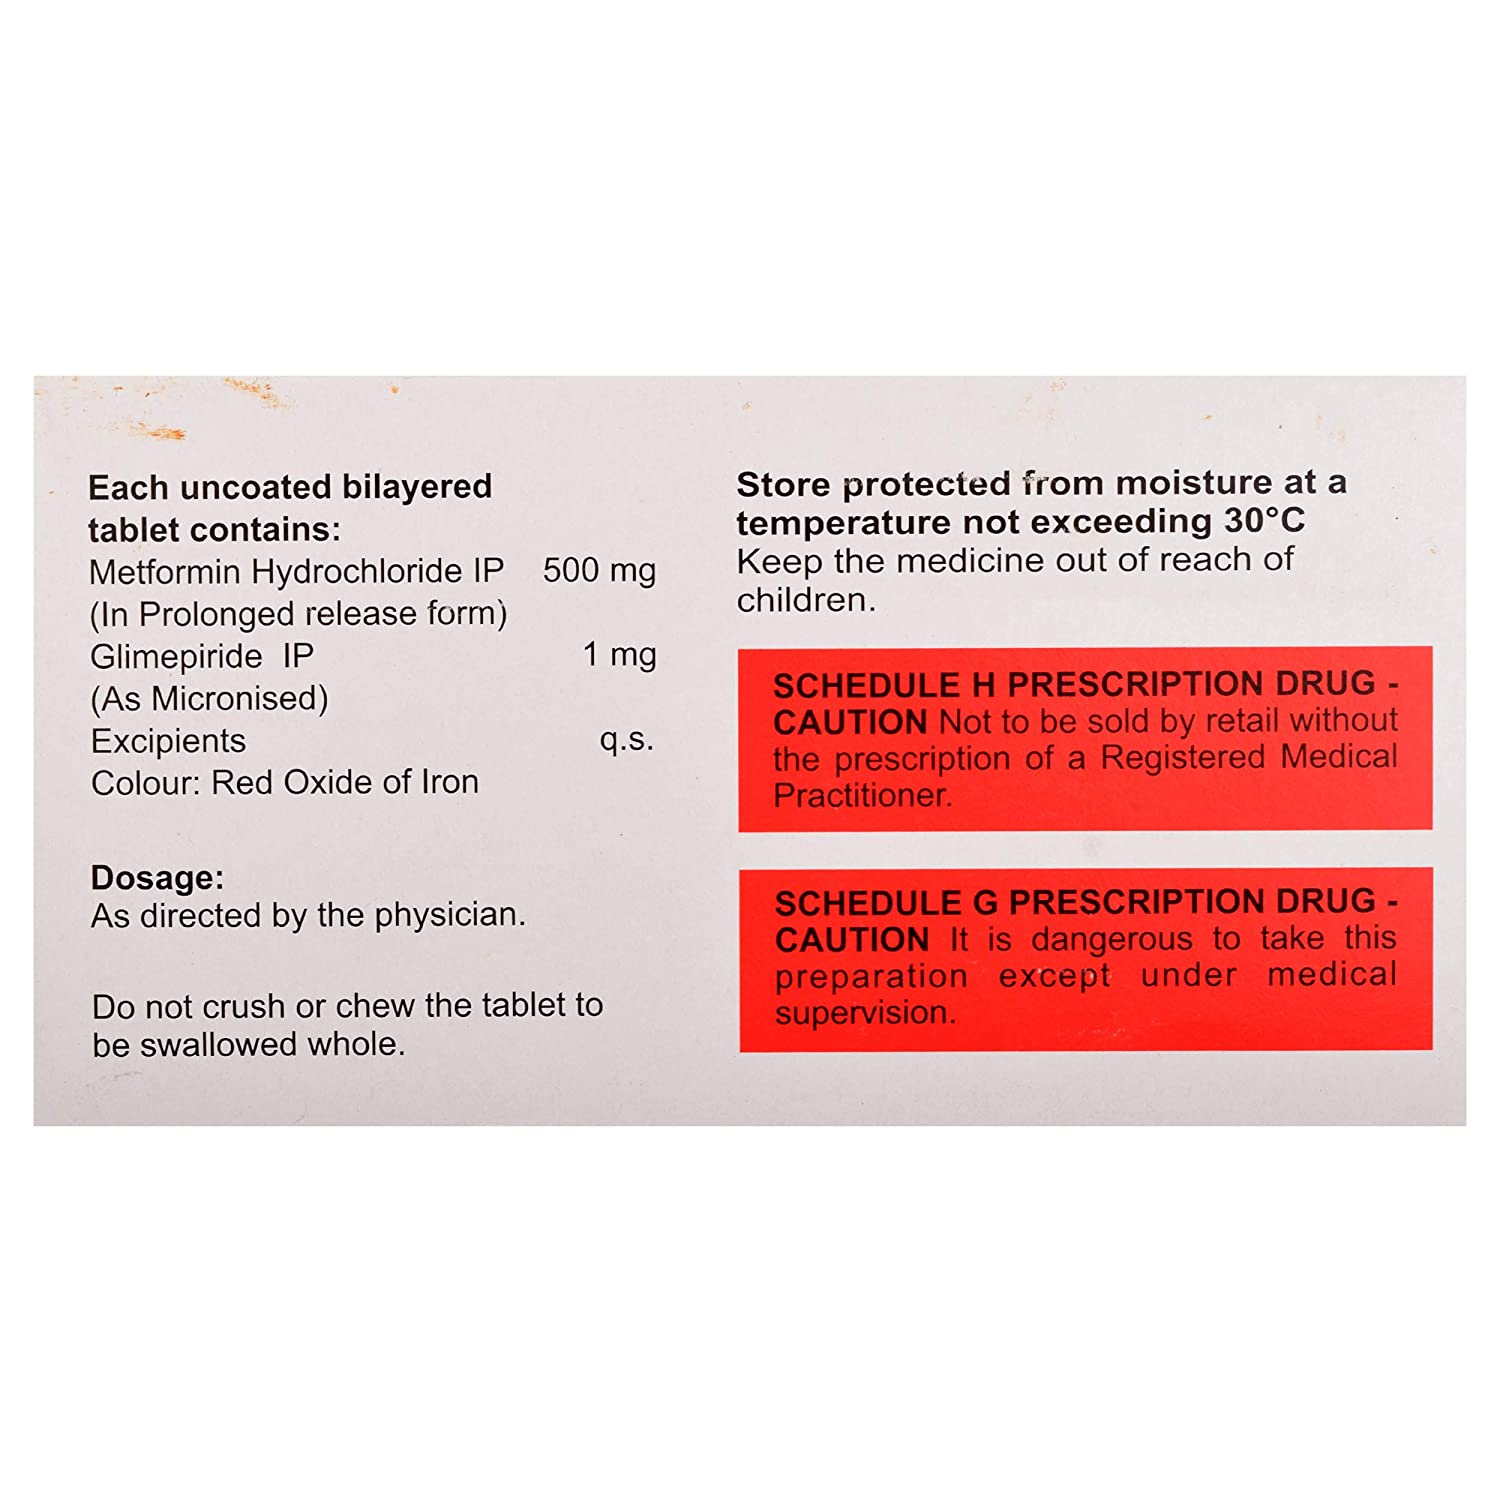 Each uncoated bilayered
tablet contains:
Metformin Hydrochloride IP 500 mg
(In Prolonged release form)
Glimepiride IP 1 mg
(As Micronised)
Excipients q.s.
Colour: Red Oxide of Iron
Dosage:
As directed by the physician.
Do not crush or chew the tablet to
be swallowed whole.
Store protected from moisture at a
temperature not exceeding 30°C
Keep the medicine out of reach of
children.
SCHEDULE H PRESCRIPTION DRUG -
CAUTION Not to be sold by retail without
the prescription of a Registered Medical
Practitioner.
SCHEDULE G PRESCRIPTION DRUG -
CAUTION It is dangerous to take this
preparation except under medical
supervision.